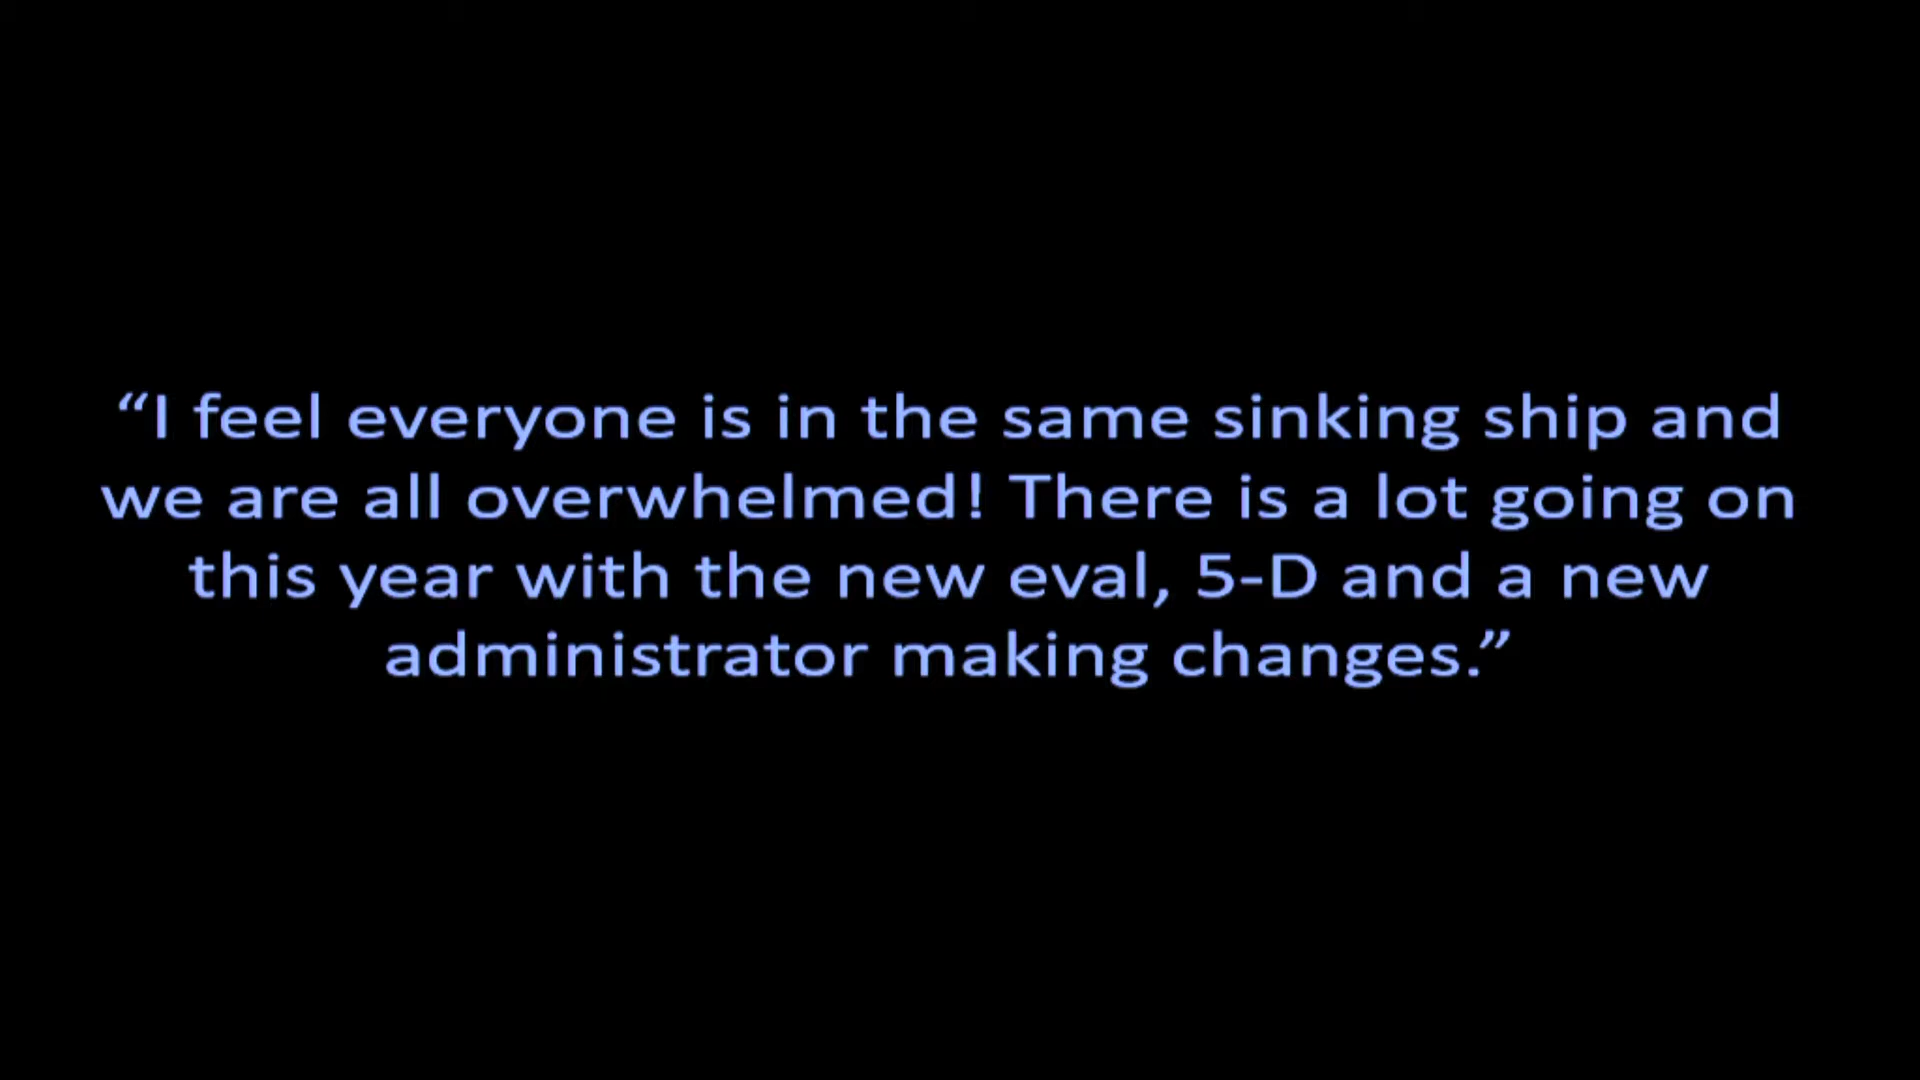 “I feel everyone is in the same sinking ship and
we are all overwhelmed! There is a lot going on
this year with the new eval, 5-D and a new
administrator making changes.”